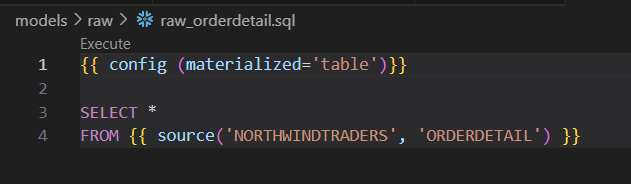 models > raw > raw_orderdetail.sql
Execute
1 {{ config (materialized='table')}}
2
3 SELECT *
4 FROM {{ source('NORTHWINDTRADERS', 'ORDERDETAIL') }}